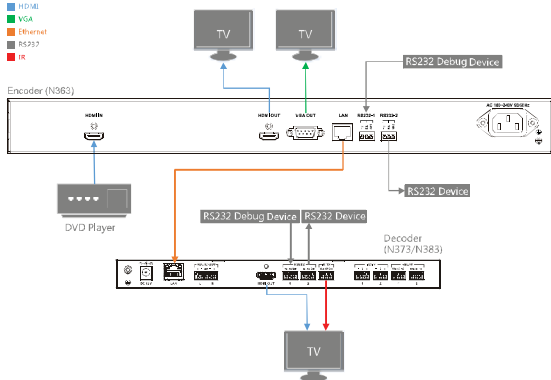 HDMI
VGA
Ethernet
RS232
IR
TV
TV
RS232 Debug Device
Encoder (N363)
HDMI IN
HDMI OUT
VGA OUT
LAN
RS232-1
RS232-2
AC 100-240V 50/60Hz
RS232 Device
DVD Player
RS232 Debug Device
RS232 Device
Decoder
(N373/N383)
DC 12V
LAN
HDMI OUT
TV